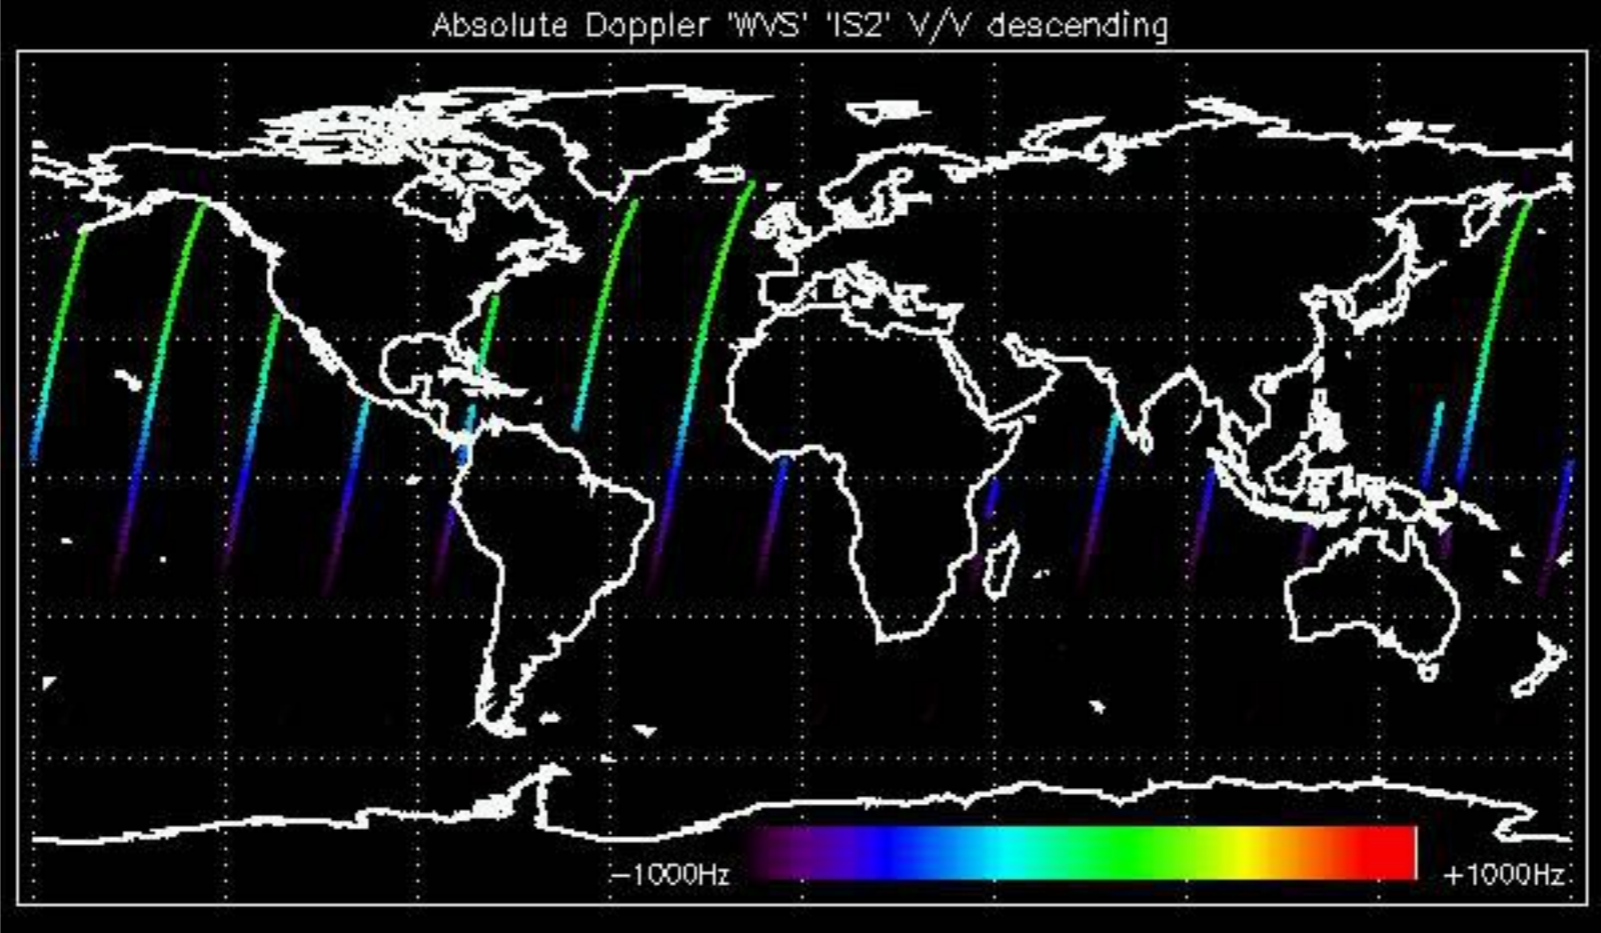 Absolute Doppler 'WVS' 'IS2' V/V descending
−1000Hz
+1000Hz